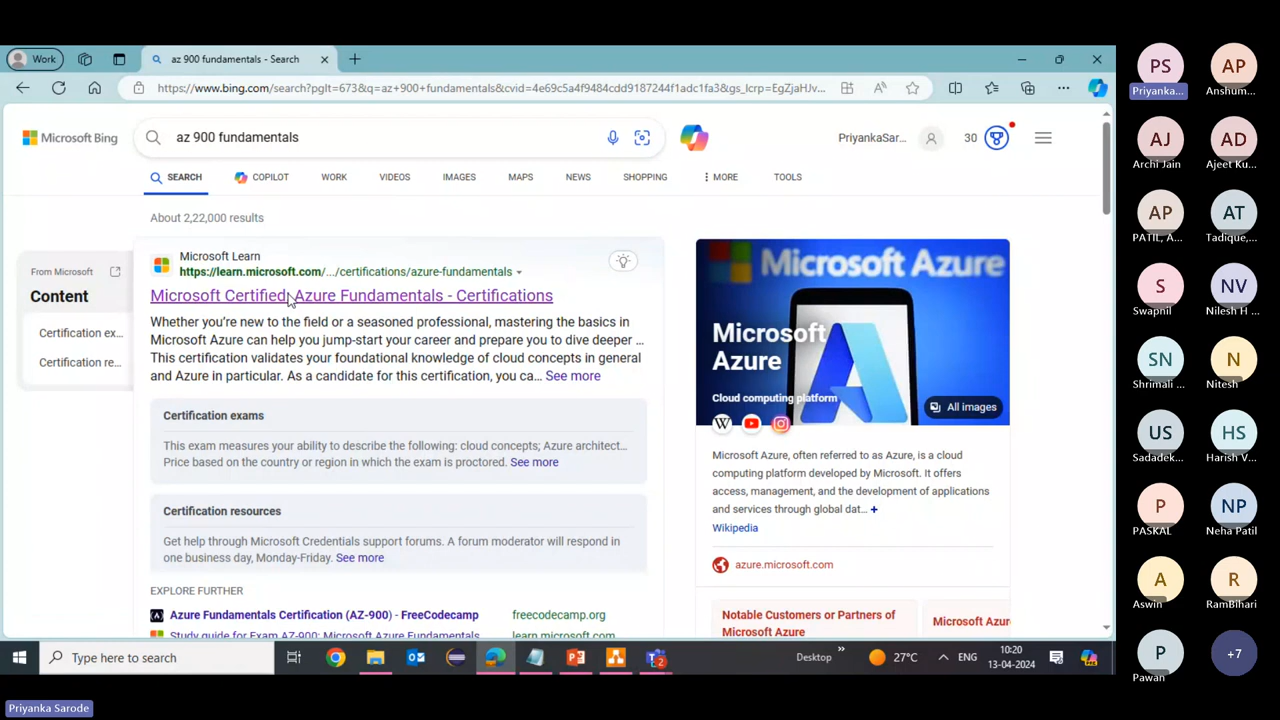 Work
az 900 fundamentals - Search
https://www.bing.com/search?pglt=673&q=az+900+fundamentals&cvid=4e69c5a4f9484cdd9187244f1adc1fa3&gs_lcrp=EgZjaHJv...
Microsoft Bing
az 900 fundamentals
PriyankaSar...
30
SEARCH
COPILOT
WORK
VIDEOS
IMAGES
MAPS
NEWS
SHOPPING
MORE
TOOLS
About 2,22,000 results
From Microsoft
Content
Certification ex...
Certification re...
Microsoft Learn
https://learn.microsoft.com/.../certifications/azure-fundamentals
Microsoft Certified: Azure Fundamentals - Certifications
Whether you're new to the field or a seasoned professional, mastering the basics in
Microsoft Azure can help you jump-start your career and prepare you to dive deeper ...
This certification validates your foundational knowledge of cloud concepts in general
and Azure in particular. As a candidate for this certification, you ca... See more
Certification exams
This exam measures your ability to describe the following: cloud concepts; Azure architect...
Price based on the country or region in which the exam is proctored. See more
Certification resources
Get help through Microsoft Credentials support forums. A forum moderator will respond in
one business day, Monday-Friday. See more
EXPLORE FURTHER
Azure Fundamentals Certification (AZ-900) - FreeCodecamp
freecodecamp.org
Study guide for Exam AZ-900: Microsoft Azure Fundamentals
learn.microsoft.com
Microsoft Azure
Microsoft
Azure
Cloud computing platform
W
All images
Microsoft Azure, often referred to as Azure, is a cloud
computing platform developed by Microsoft. It offers
access, management, and the development of applications
and services through global dat... +
Wikipedia
azure.microsoft.com
Notable Customers or Partners of
Microsoft Azure
Microsoft Azur
Type here to search
Desktop
27°C
ENG
10:20
13-04-2024
PS
Priyanka...
AP
Anshum...
AJ
Archi Jain
AD
Ajeet Ku...
AP
PATIL, A...
AT
Tadique,...
S
Swapnil
NV
Nilesh H ...
SN
Shrimali ...
N
Nitesh
US
Sadadek...
HS
Harish V...
P
PASKAL
NP
Neha Patil
A
Aswin
R
RamBihari
P
Pawan
+7
Priyanka Sarode